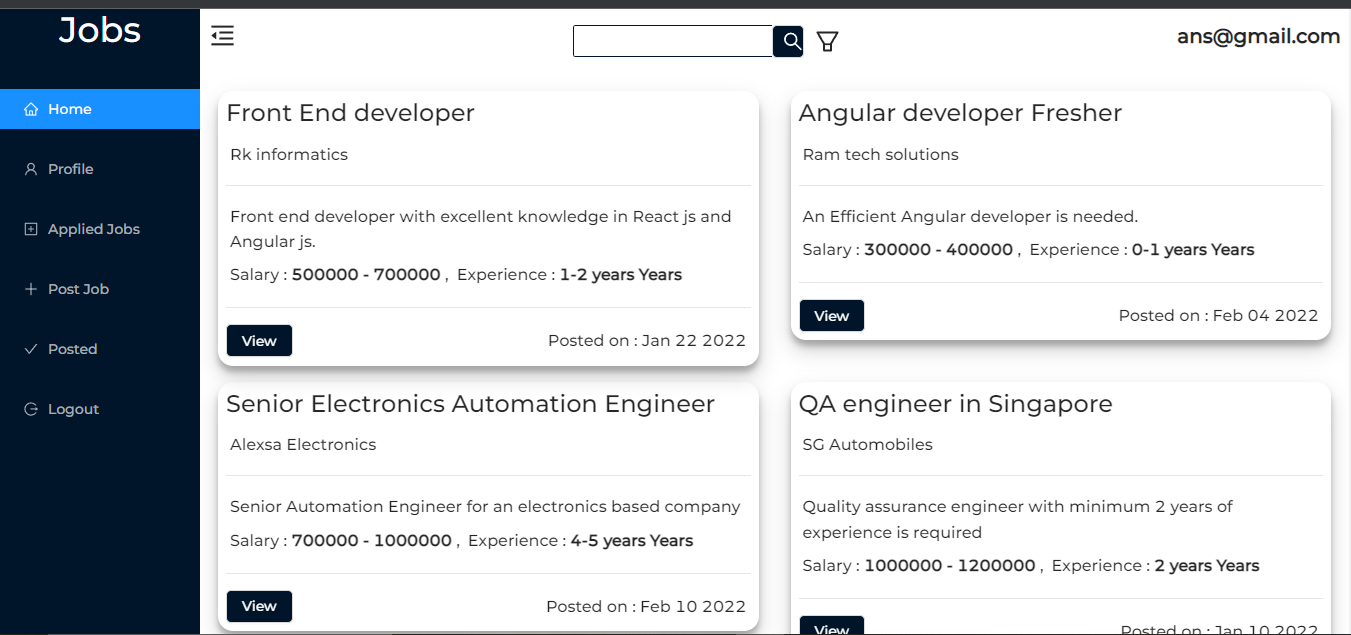 Jobs
ans@gmail.com
Home
Profile
Applied Jobs
Post Job
Posted
Logout
Front End developer
Rk informatics
Front end developer with excellent knowledge in React js and
Angular js.
Salary : 500000 - 700000 , Experience : 1-2 years Years
View
Posted on : Jan 22 2022
Angular developer Fresher
Ram tech solutions
An Efficient Angular developer is needed.
Salary : 300000 - 400000 , Experience : 0-1 years Years
View
Posted on : Feb 04 2022
Senior Electronics Automation Engineer
Alexsa Electronics
Senior Automation Engineer for an electronics based company
Salary : 700000 - 1000000 , Experience : 4-5 years Years
View
Posted on : Feb 10 2022
QA engineer in Singapore
SG Automobiles
Quality assurance engineer with minimum 2 years of
experience is required
Salary : 1000000 - 1200000 , Experience : 2 years Years
View
Posted on : Jan 10 2022